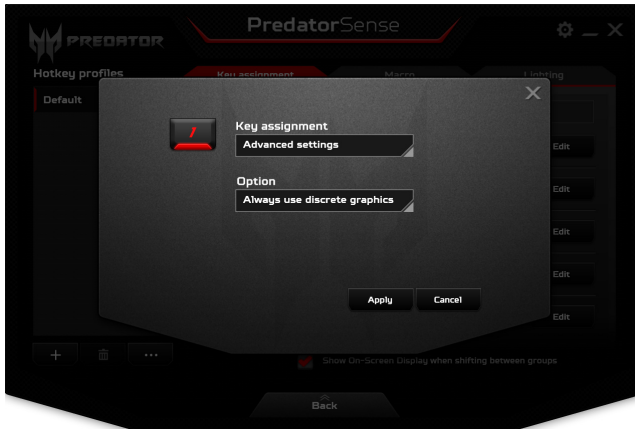 PredatorSense
PREDATOR
Hotkey profiles
Key assignment
Macro
Lighting
Default
1
Key assignment
Advanced settings
Option
Always use discrete graphics
Apply
Cancel
Edit
Edit
Edit
Edit
Edit
Show On-Screen Display when shifting between groups
Back